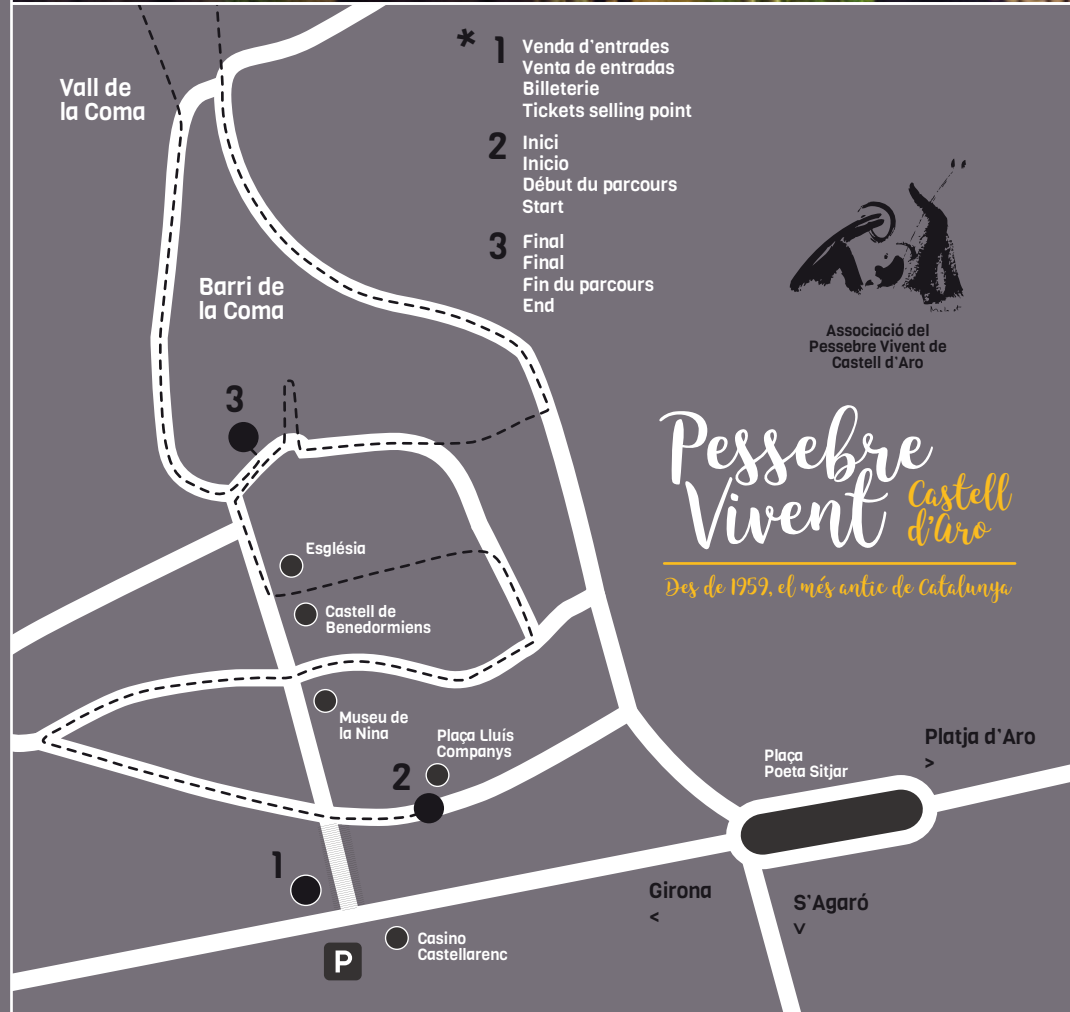 * 1 Venda d'entrades
Venta de entradas
Billeterie
Tickets selling point
2 Inici
Inicio
Début du parcours
Start
3 Final
Final
Fin du parcours
End
Vall de
la Coma
Barri de
la Coma
Associació del
Pessebre Vivent de
Castell d'Aro
Pessebre
Vivent
Castell
d'Aro
Des de 1959, el més antic de Catalunya
3
Església
Castell de
Benedormiens
Museu de
la Nina
Plaça Lluís
Companys
2
Plaça
Poeta Sitjar
Platja d'Aro
>
1
Girona
<
S'Agaró
>
Casino
Castellarenc
P